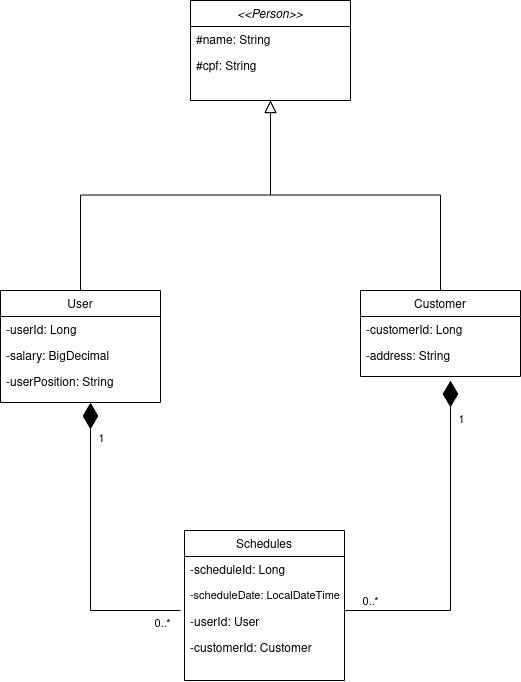 <<Person>>
#name: String
#cpf: String
User
-userId: Long
-salary: BigDecimal
-userPosition: String
Customer
-customerId: Long
-address: String
1
1
Schedules
-scheduleId: Long
-scheduleDate: LocalDateTime
-userId: User
-customerId: Customer
0..*
0..*